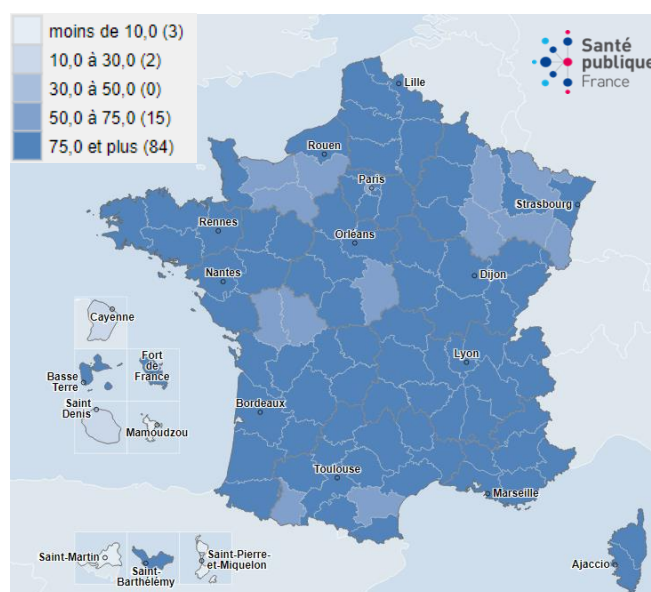 moins de 10,0 (3)
10,0 à 30,0 (2)
30,0 à 50,0 (0)
50,0 à 75,0 (15)
75,0 et plus (84)
Santé
publique
France
Lille
Rouen
Paris
Strasbourg
Rennes
Orléans
Nantes
Dijon
Cayenne
Lyon
Basse
Terre
Fort
de
France
Saint
Denis
Mamoudzou
Bordeaux
Toulouse
Marseille
Saint-Martin
Saint-
Barthélémy
Saint-Pierre
et-Miquelon
Ajaccio